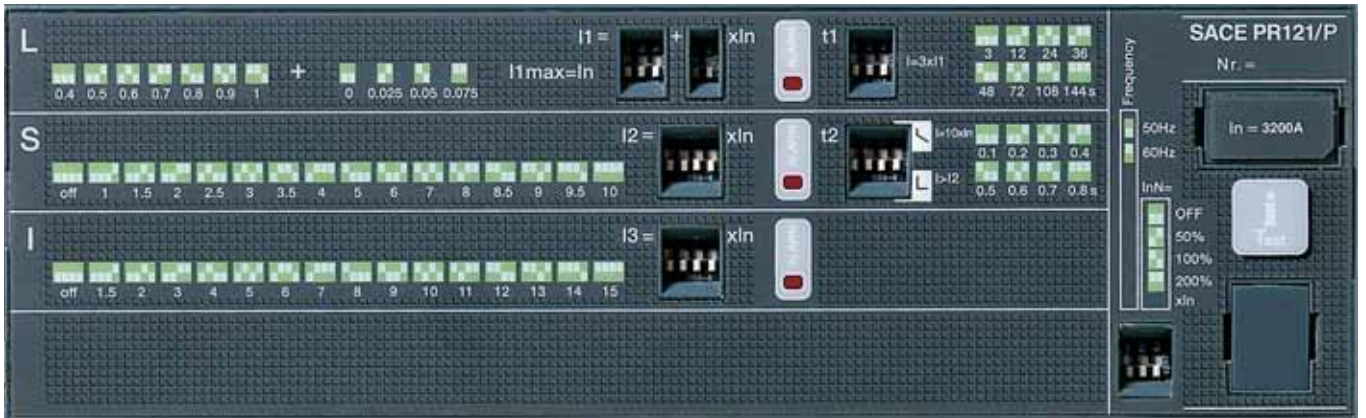 L
I1 =
+
xIn
I1max=In
0.4 0.5 0.6 0.7 0.8 0.9 1
+
0 0.025 0.05 0.075
t1
I=3xI1
3 12 24 36
48 72 108 144 s
S
I2=
xIn
off 1 1.5 2 2.5 3 3.5 4 5 6 7 8 8.5 9 9.5 10
t2
I=10xIn
I>I2
0.1 0.2 0.3 0.4
0.5 0.6 0.7 0.8 s
I
I3 =
xIn
off 1.5 2 3 4 5 6 7 8 9 10 11 12 13 14 15
Frequency
50Hz
60Hz
InN=
OFF
50%
100%
200%
xIn
SACE PR121/P
Nr. =
In = 3200A
Test